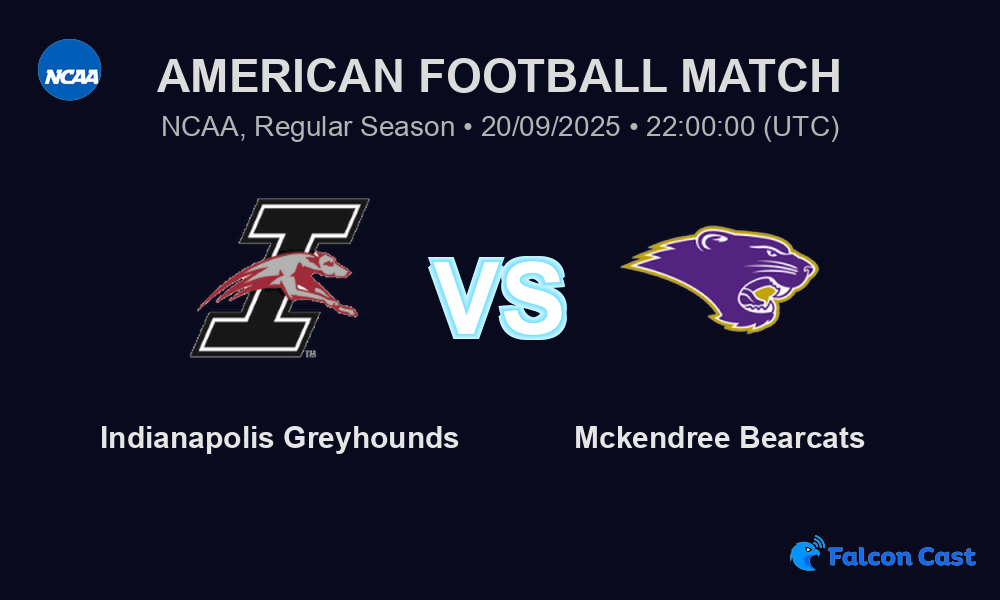 NCAA
AMERICAN FOOTBALL MATCH
NCAA, Regular Season • 20/09/2025 • 22:00:00 (UTC)
I
TM
VS
Indianapolis Greyhounds
Mckendree Bearcats
Falcon Cast